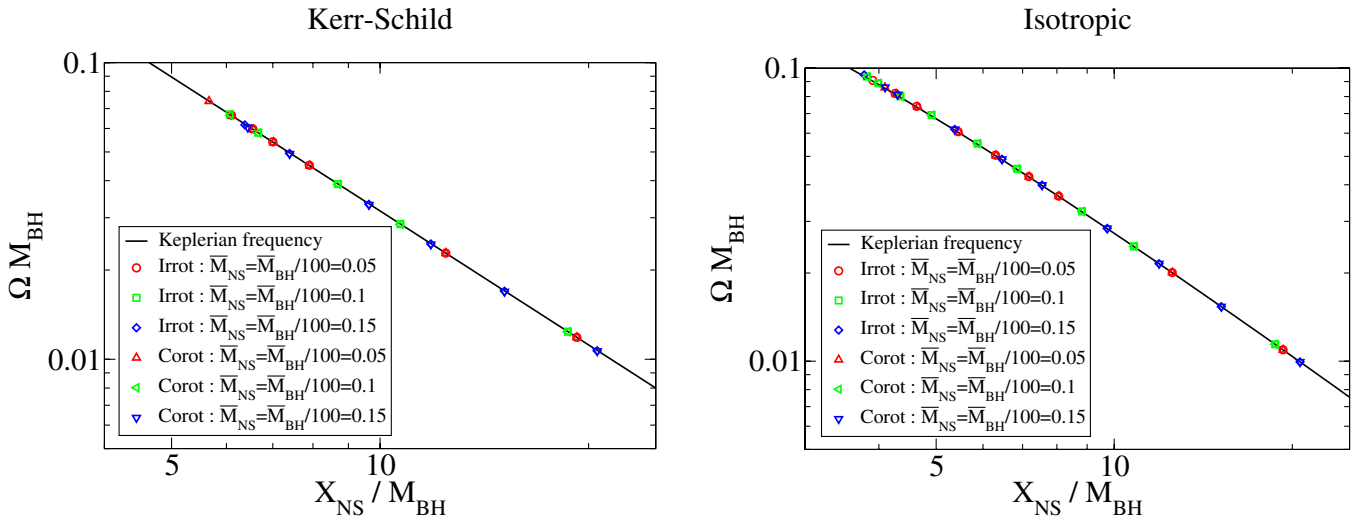 Kerr-Schild
0.1
0.01
Ω M_BH
Keplerian frequency
Irrot : M̅_NS=M̅_BH/100=0.05
Irrot : M̅_NS=M̅_BH/100=0.1
Irrot : M̅_NS=M̅_BH/100=0.15
Corot : M̅_NS=M̅_BH/100=0.05
Corot : M̅_NS=M̅_BH/100=0.1
Corot : M̅_NS=M̅_BH/100=0.15
5 10
X_NS / M_BH
Isotropic
0.1
0.01
Ω M_BH
Keplerian frequency
Irrot : M̅_NS=M̅_BH/100=0.05
Irrot : M̅_NS=M̅_BH/100=0.1
Irrot : M̅_NS=M̅_BH/100=0.15
Corot : M̅_NS=M̅_BH/100=0.05
Corot : M̅_NS=M̅_BH/100=0.1
Corot : M̅_NS=M̅_BH/100=0.15
5 10
X_NS / M_BH